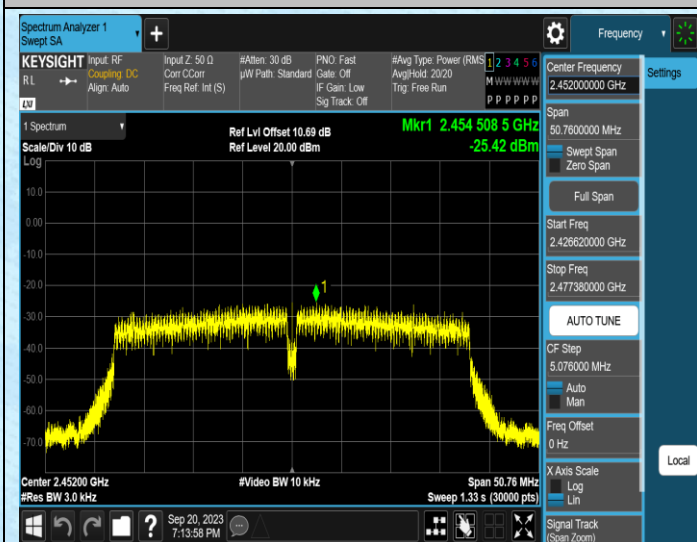 Spectrum Analyzer 1
Swept SA
Frequency
KEYSIGHT
RL
LXI
Input: RF
Coupling: DC
Align: Auto
Input Z: 50 Ω
Corr CCorr
Freq Ref: Int (S)
#Atten: 30 dB
µW Path: Standard
PNO: Fast
Gate: Off
IF Gain: Low
Sig Track: Off
#Avg Type: Power (RMS
Avg|Hold: 20/20
Trig: Free Run
1 2 3 4 5 6
M W W W W W
P P P P P P
1 Spectrum
Scale/Div 10 dB
Log
Ref Lvl Offset 10.69 dB
Ref Level 20.00 dBm
Mkr1 2.454 508 5 GHz
-25.42 dBm
10.0
0.00
-10.0
-20.0
-30.0
-40.0
-50.0
-60.0
-70.0
1
Center 2.45200 GHz
#Res BW 3.0 kHz
#Video BW 10 kHz
Span 50.76 MHz
Sweep 1.33 s (30000 pts)
Center Frequency
2.452000000 GHz
Span
50.7600000 MHz
Swept Span
Zero Span
Full Span
Start Freq
2.426620000 GHz
Stop Freq
2.477380000 GHz
AUTO TUNE
CF Step
5.076000 MHz
Auto
Man
Freq Offset
0 Hz
X Axis Scale
Log
Lin
Signal Track
(Span Zoom)
Settings
Local
?
Sep 20, 2023
7:13:58 PM